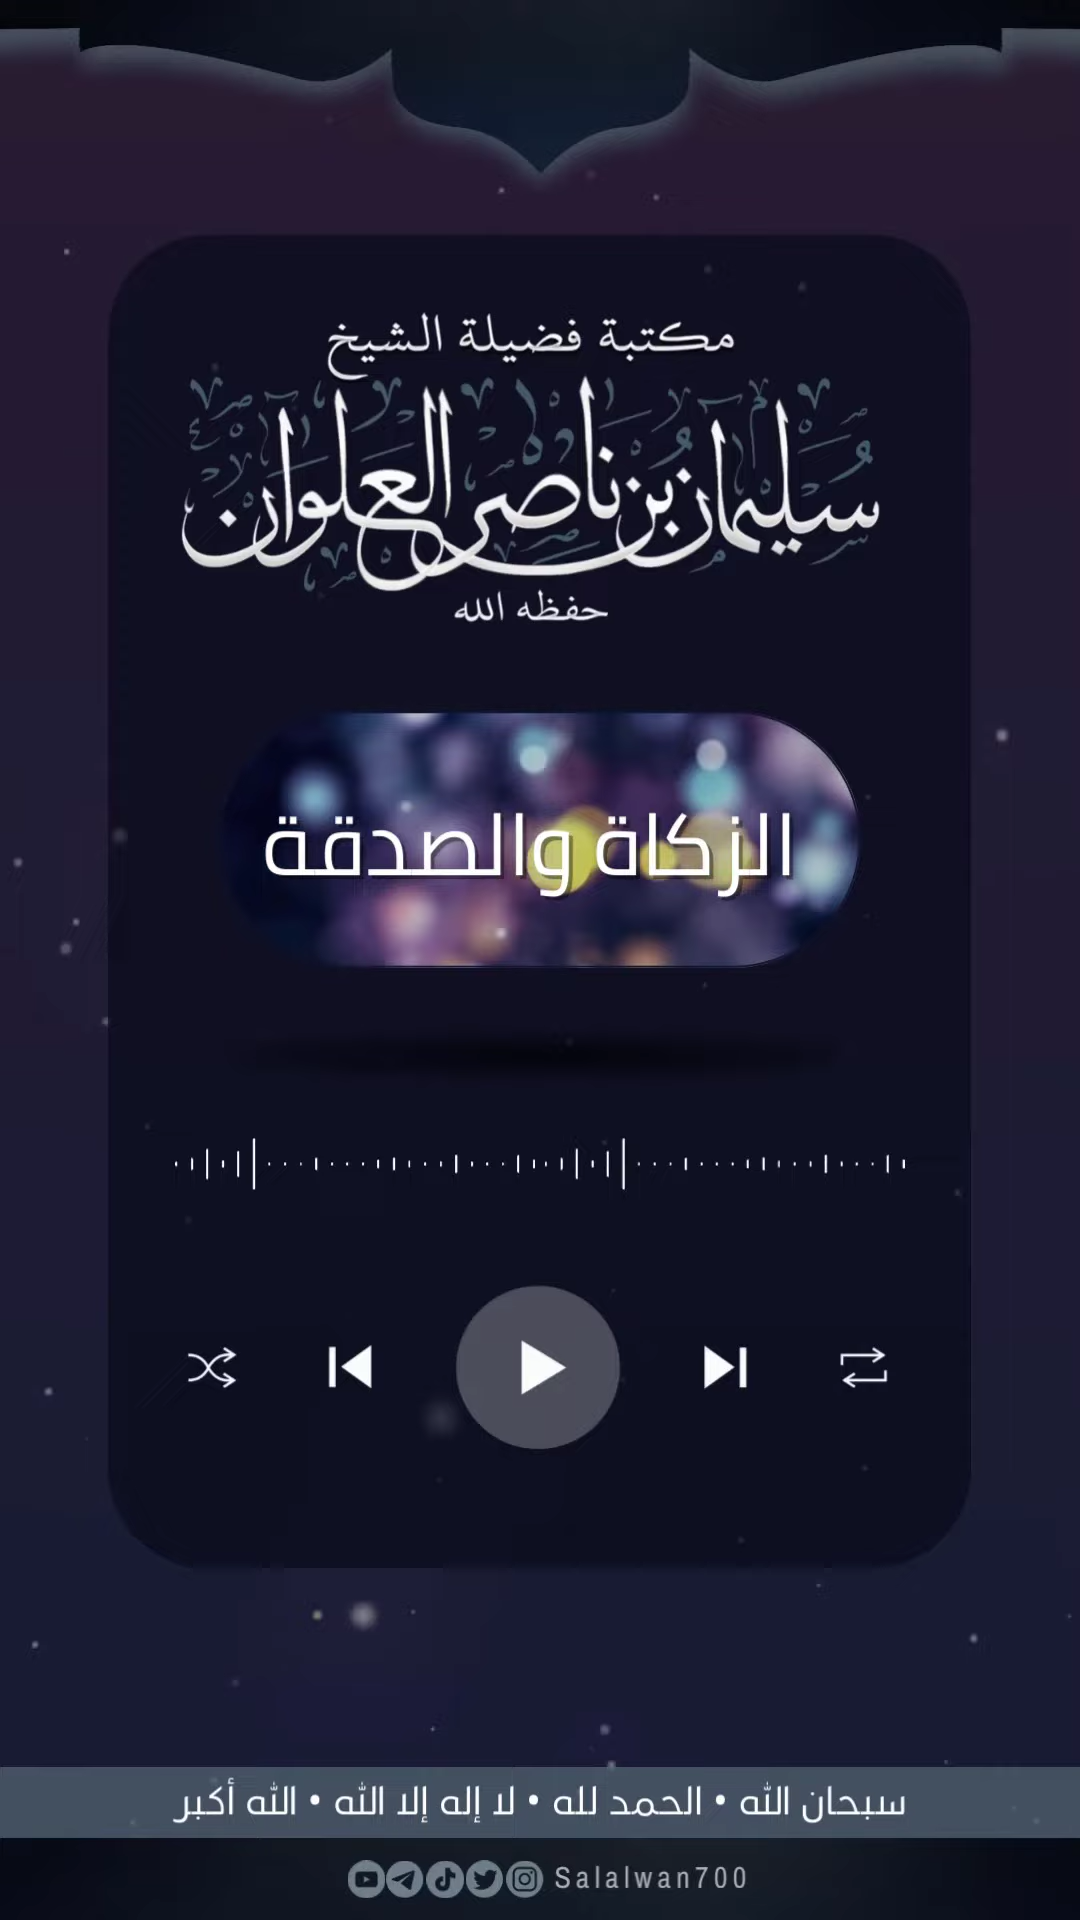 مكتبة فضيلة الشيخ
سليمان بن ناصر العلوان
حفظه الله
الزكاة والصدقة
سبحان الله • الحمد لله • لا إله إلا الله • الله أكبر
Salalwan700